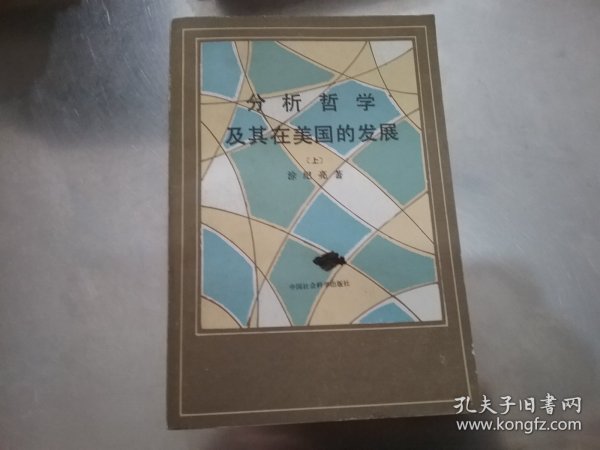 分析哲学
及其在美国的发展
〔上〕
涂纪亮著
中国社会科学出版社
孔夫子旧书网
www.kongfz.com